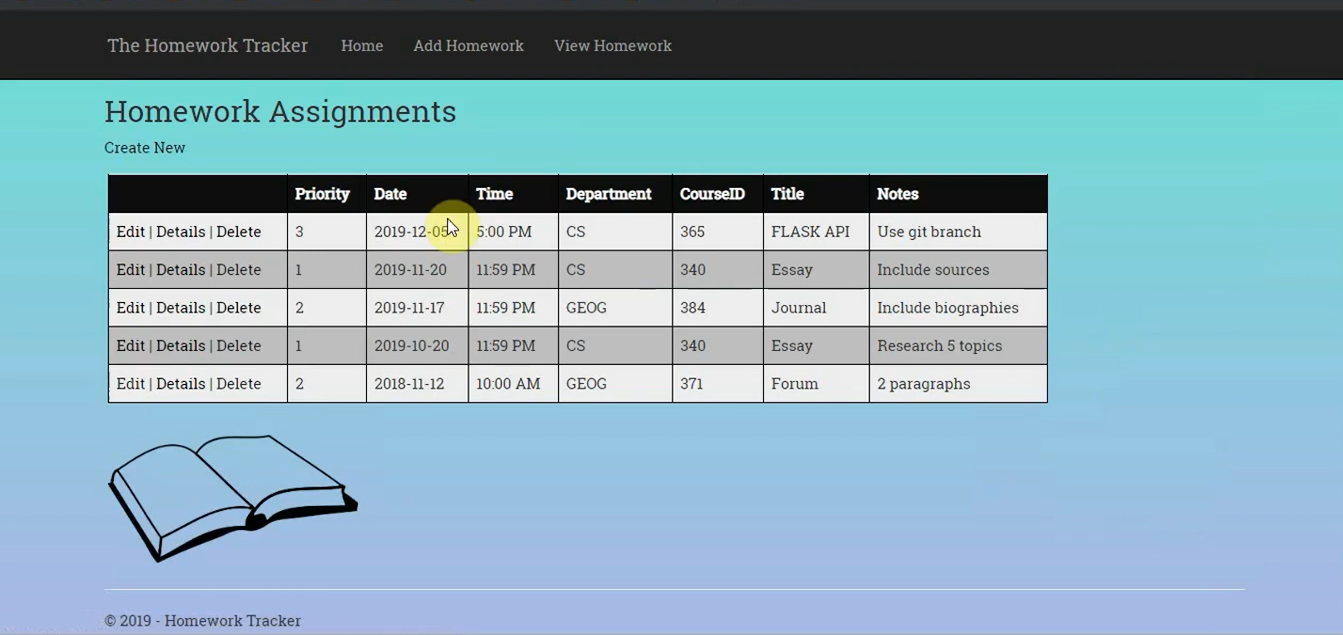 The Homework Tracker Home Add Homework View Homework
Homework Assignments
Create New
Priority Date Time Department CourseID Title Notes
Edit | Details | Delete 3 2019-12-05 5:00 PM CS 365 FLASK API Use git branch
Edit | Details | Delete 1 2019-11-20 11:59 PM CS 340 Essay Include sources
Edit | Details | Delete 2 2019-11-17 11:59 PM GEOG 384 Journal Include biographies
Edit | Details | Delete 1 2019-10-20 11:59 PM CS 340 Essay Research 5 topics
Edit | Details | Delete 2 2018-11-12 10:00 AM GEOG 371 Forum 2 paragraphs
© 2019 - Homework Tracker